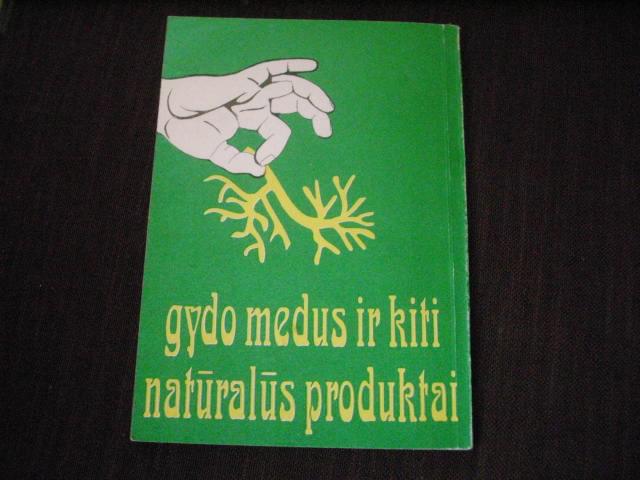 gydo medus ir kiti
natūralūs produktai